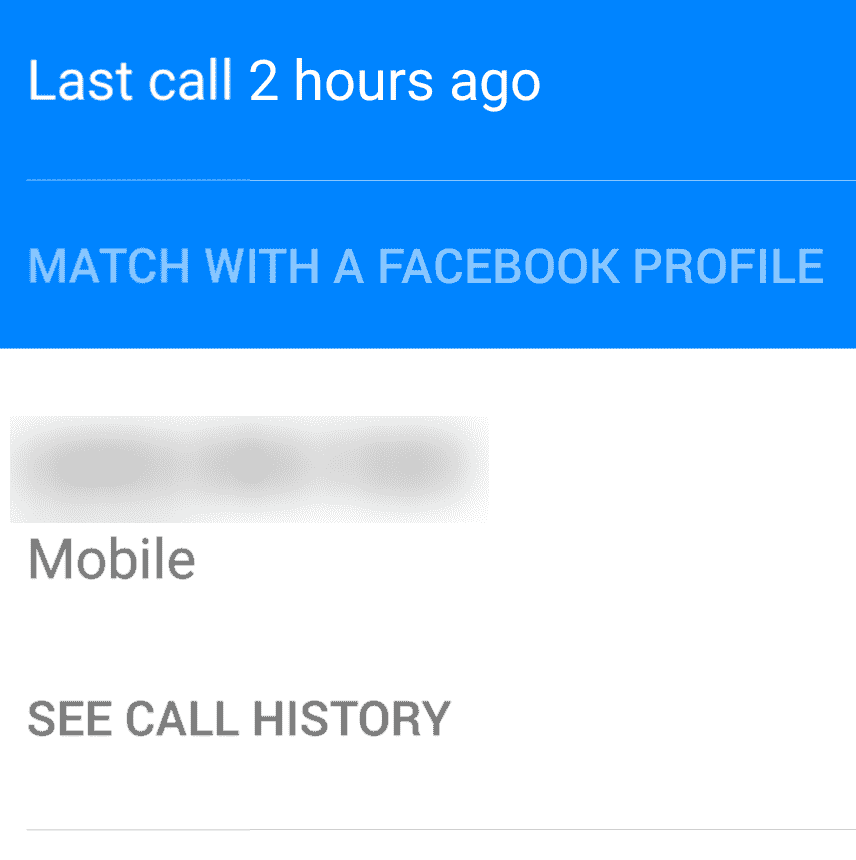 Last call 2 hours ago
MATCH WITH A FACEBOOK PROFILE
Mobile
SEE CALL HISTORY